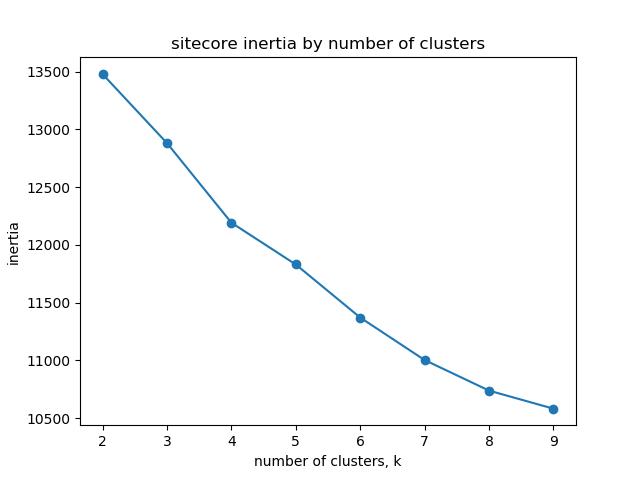 sitecore inertia by number of clusters
13500
13000
12500
12000
11500
11000
10500
inertia
2 3 4 5 6 7 8 9
number of clusters, k